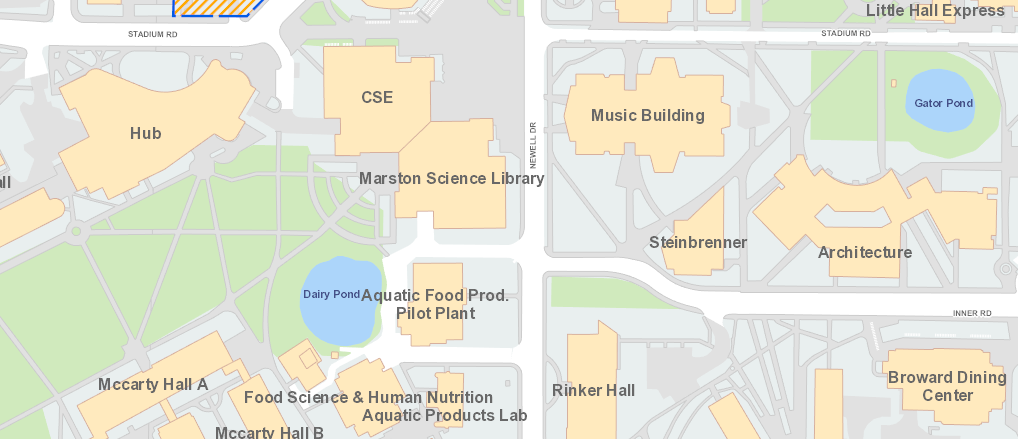 Little Hall Express
STADIUM RD
STADIUM RD
CSE
Gator Pond
Music Building
Hub
NEWELL DR
Marston Science Library
all
Steinbrenner
Architecture
Dairy Pond
Aquatic Food Prod.
Pilot Plant
INNER RD
Mccarty Hall A
Broward Dining
Center
Rinker Hall
Food Science & Human Nutrition
Aquatic Products Lab
Mccarty Hall B